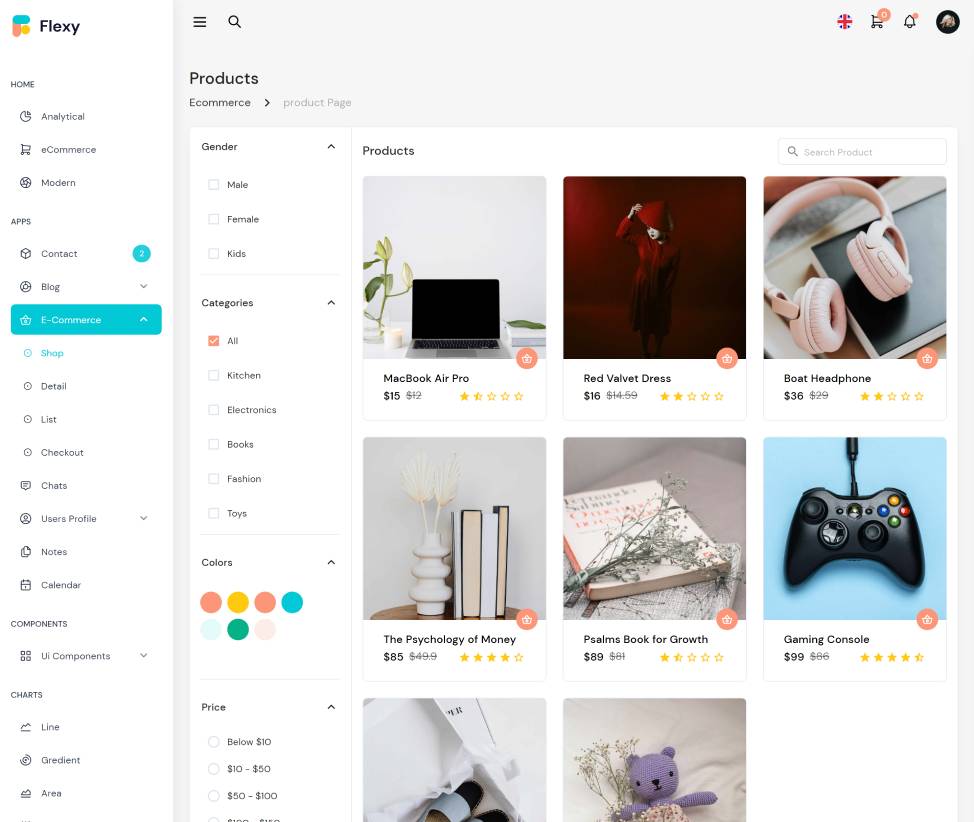 Flexy
0
HOME
Analytical
eCommerce
Modern
APPS
Contact
2
Blog
E-Commerce
Shop
Detail
List
Checkout
Chats
Users Profile
Notes
Calendar
COMPONENTS
Ui Components
CHARTS
Line
Gredient
Area
Products
Ecommerce > product Page
Gender
Male
Female
Kids
Categories
All
Kitchen
Electronics
Books
Fashion
Toys
Colors
Price
Below $10
$10 - $50
$50 - $100
$100 - $150
Products
Search Product
MacBook Air Pro
$15 $12
Red Valvet Dress
$16 $14.59
Boat Headphone
$36 $29
The Psychology of Money
$85 $49.9
Psalms Book for Growth
$89 $81
Gaming Console
$99 $86